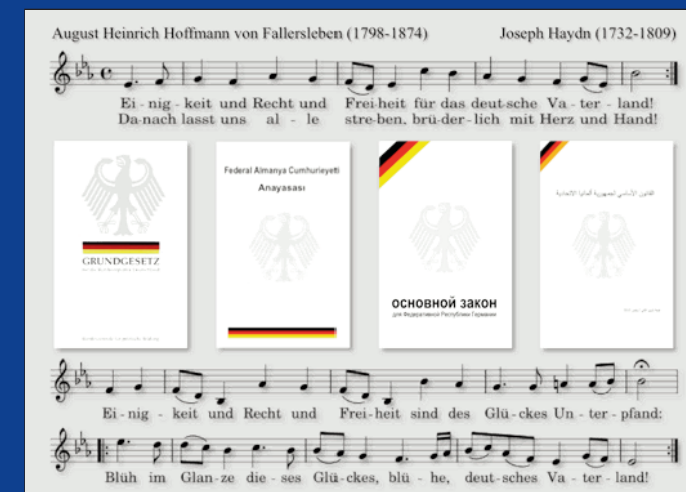 August Heinrich Hoffmann von Fallersleben (1798-1874) Joseph Haydn (1732-1809)
Ei - nig - keit und Recht und Frei-heit für das deut-sche Va - ter - land!
Da-nach lasst uns al - le stre-ben, brü-der-lich mit Herz und Hand!
GRUNDGESETZ
Federal Almanya Cumhurieyeti
Anayasası
ОСНОВНОЙ ЗАКОН
для Федеративной Республики Германии
القانون الأساسي لجمهورية ألمانيا الاتحادية
Ei - nig - keit und Recht und Frei-heit sind des Glü-ckes Un - ter - pfand:
Blüh im Glan-ze die - ses Glü-ckes, blü - he, deut-sches Va - ter - land!